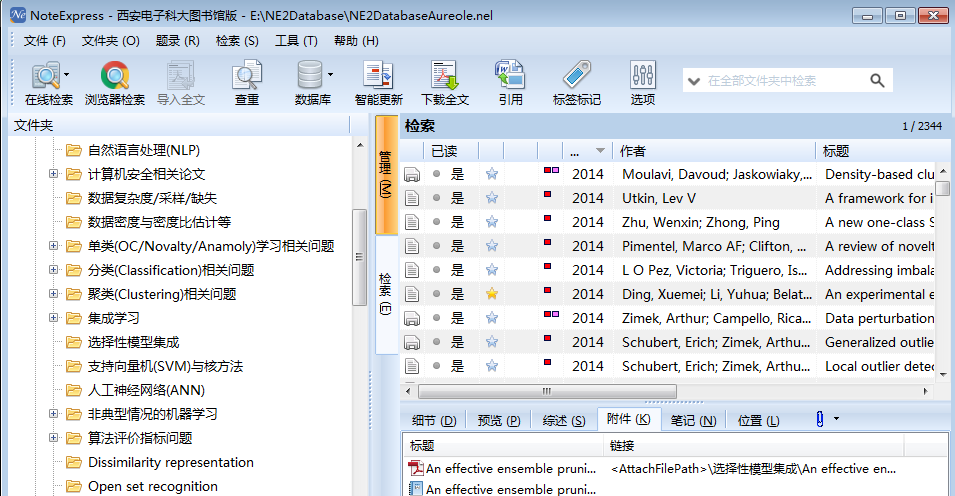 NoteExpress - 西安电子科大图书馆版 - E:\NE2Database\NE2DatabaseAureole.nel
文件 (F) 文件夹 (O) 题录 (R) 检索 (S) 工具 (T) 帮助 (H)
在线检索 浏览器检索 导入全文 查重 数据库 智能更新 下载全文 引用 标签标记 选项 在全部文件夹中检索
文件夹
自然语言处理(NLP)
计算机安全相关论文
数据复杂度/采样/缺失
数据密度与密度比估计等
单类(OC/Novalty/Anamoly)学习相关问题
分类(Classification)相关问题
聚类(Clustering)相关问题
集成学习
选择性模型集成
支持向量机(SVM)与核方法
人工神经网络(ANN)
非典型情况的机器学习
算法评价指标问题
Dissimilarity representation
Open set recognition
管理 (M)
检索 (E)
检索 1 / 2344
已读 ... 作者 标题
是 2014 Moulavi, Davoud; Jaskowiaky,... Density-based clu
是 2014 Utkin, Lev V A framework for i
是 2014 Zhu, Wenxin; Zhong, Ping A new one-class S
是 2014 Pimentel, Marco AF; Clifton, ... A review of novelt
是 2014 L O Pez, Victoria; Triguero, Is... Addressing imbala
是 2014 Ding, Xuemei; Li, Yuhua; Belat... An experimental e
是 2014 Zimek, Arthur; Campello, Rica... Data perturbation
是 2014 Schubert, Erich; Zimek, Arthu... Generalized outlie
是 2014 Schubert, Erich; Zimek, Arthu... Local outlier detec
细节 (D) 预览 (P) 综述 (S) 附件 (K) 笔记 (N) 位置 (L)
标题 链接
An effective ensemble pruni... <AttachFilePath>\选择性模型集成\An effective en...
An effective ensemble pruni...